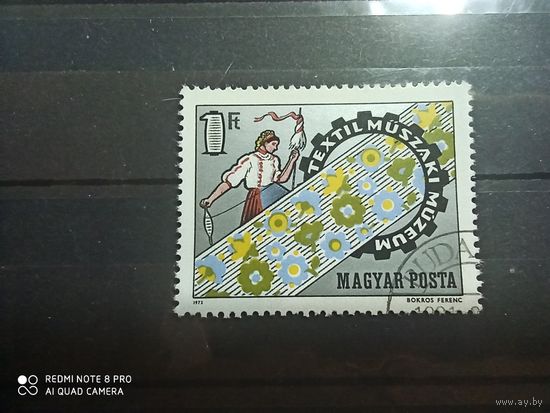 1 Ft
TEXTIL MŰSZAKI MÚZEUM
MAGYAR POSTA
1972
BOKROS FERENC
REDMI NOTE 8 PRO
AI QUAD CAMERA
www.ay.by